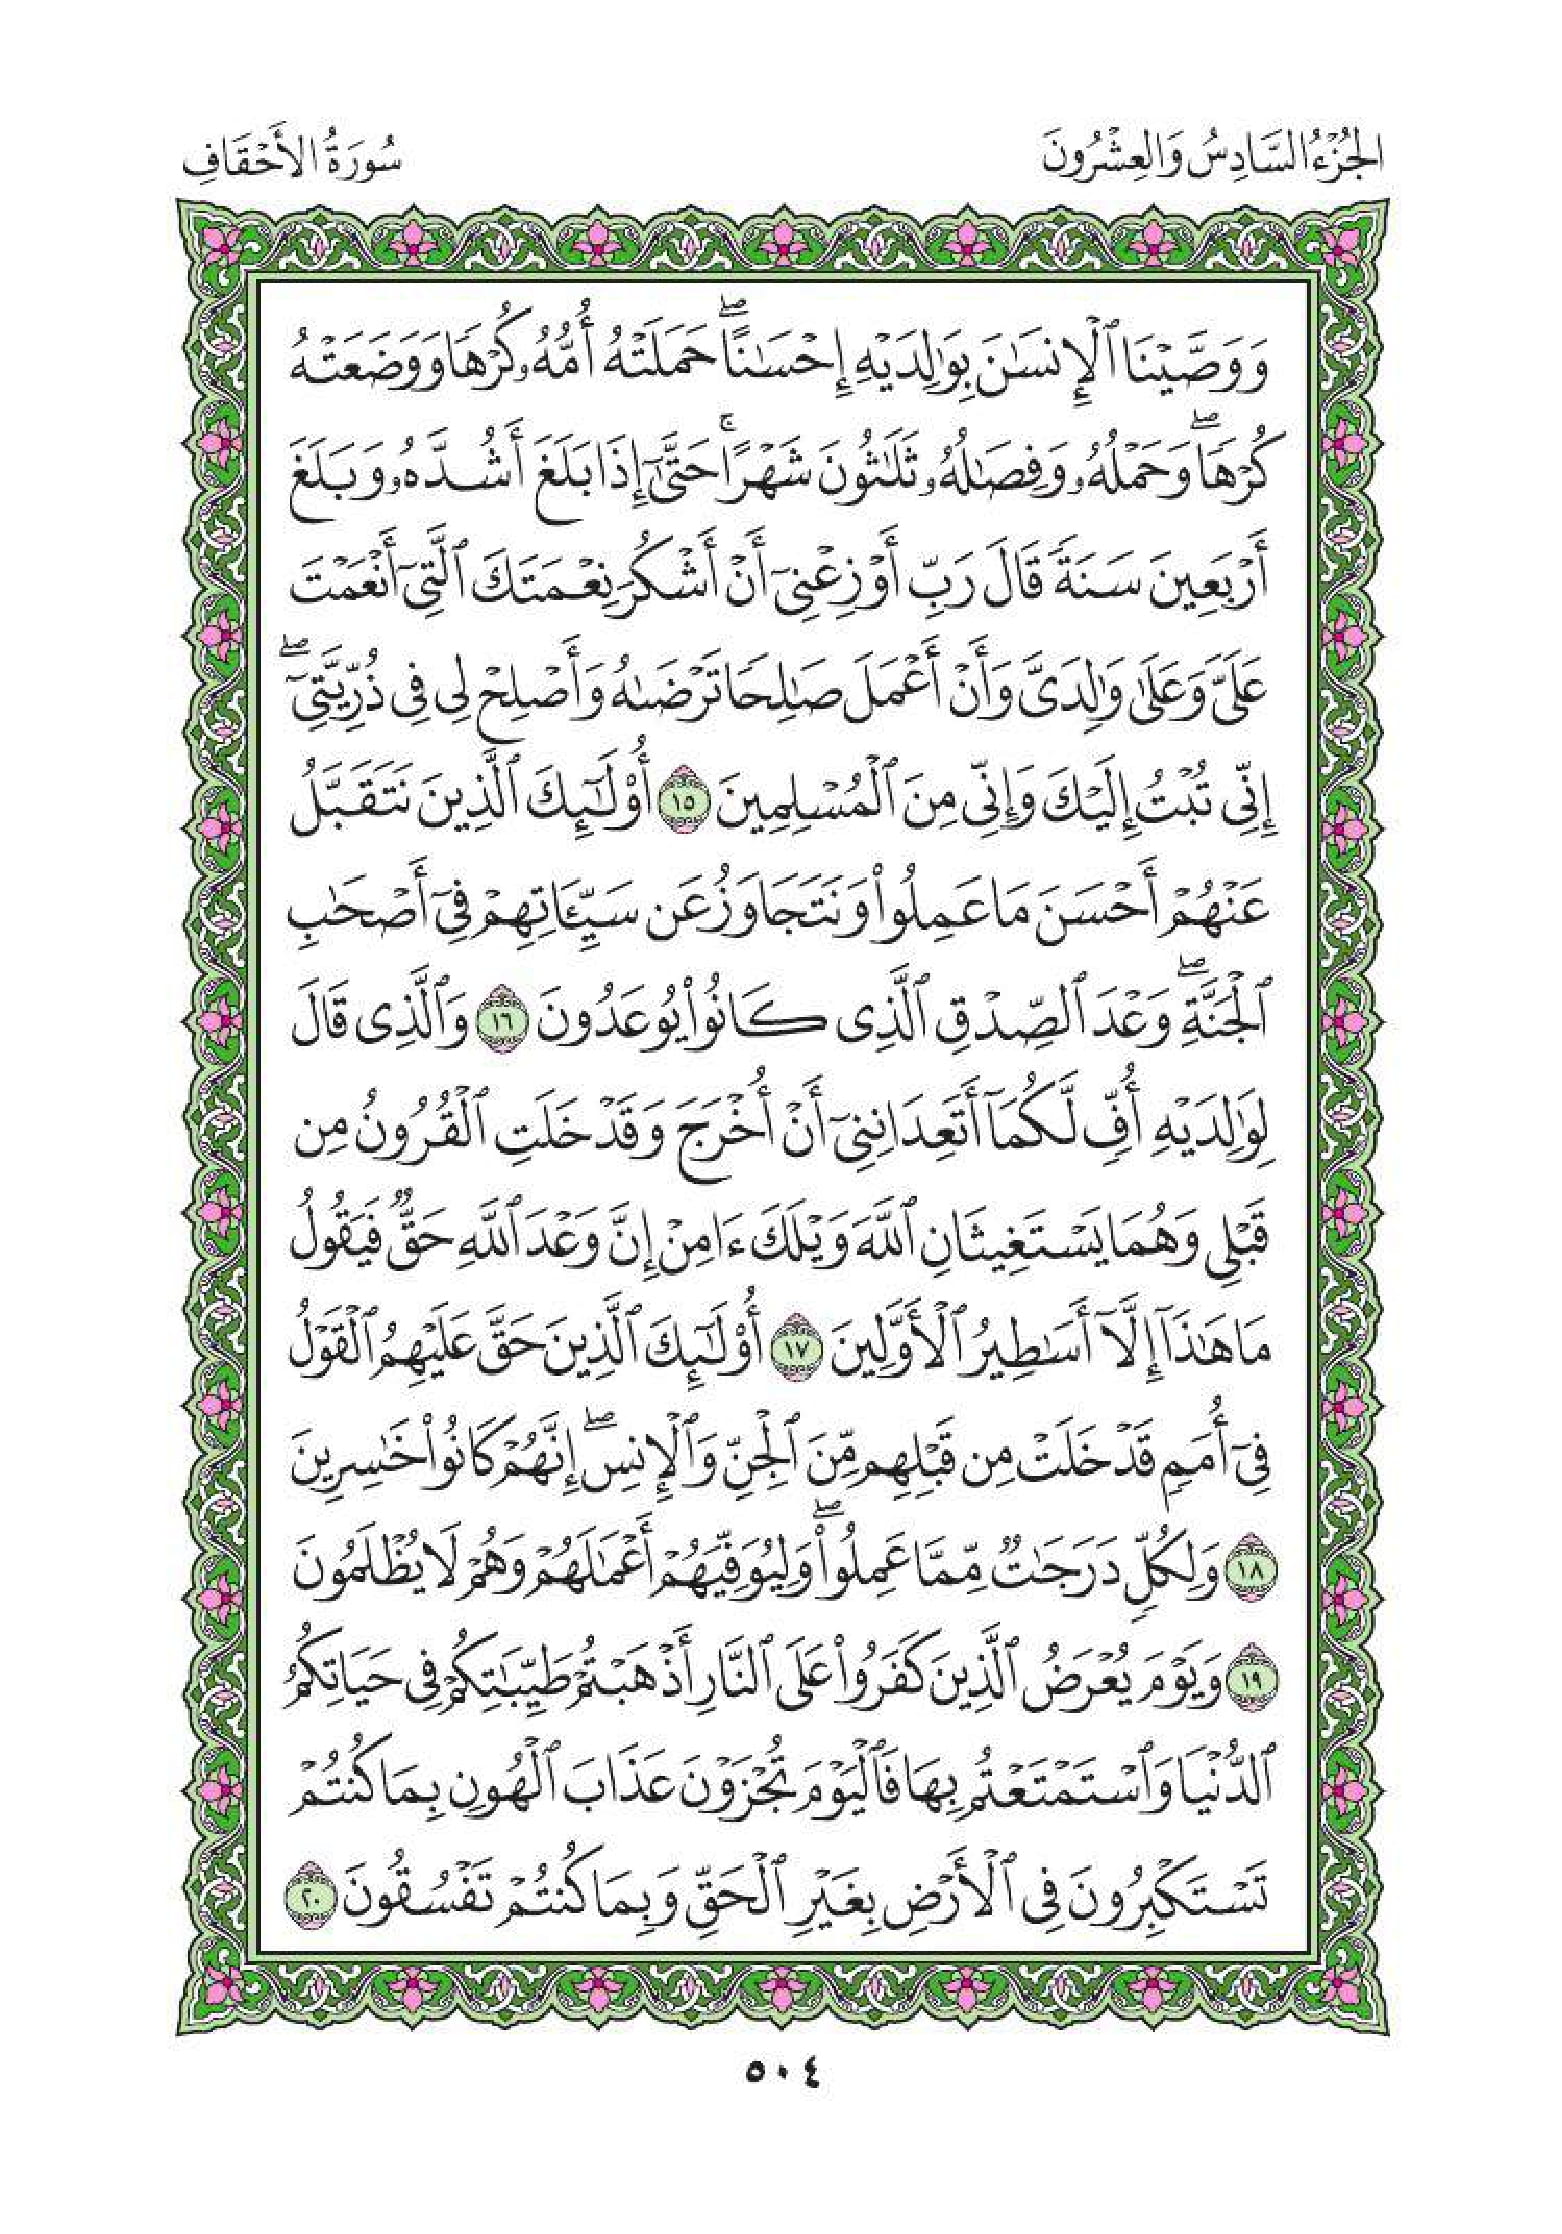 الجُزْءُ السَّادِسُ وَالعِشْرُونَ
سُورَةُ الأَحْقَافِ
وَوَصَّيْنَا ٱلْإِنسَٰنَ بِوَٰلِدَيْهِ إِحْسَٰنًاۖ حَمَلَتْهُ أُمُّهُۥ كُرْهًا وَوَضَعَتْهُ
كُرْهًاۖ وَحَمْلُهُۥ وَفِصَٰلُهُۥ ثَلَٰثُونَ شَهْرًاۚ حَتَّىٰٓ إِذَا بَلَغَ أَشُدَّهُۥ وَبَلَغَ
أَرْبَعِينَ سَنَةً قَالَ رَبِّ أَوْزِعْنِىٓ أَنْ أَشْكُرَ نِعْمَتَكَ ٱلَّتِىٓ أَنْعَمْتَ
عَلَىَّ وَعَلَىٰ وَٰلِدَىَّ وَأَنْ أَعْمَلَ صَٰلِحًا تَرْضَىٰهُ وَأَصْلِحْ لِى فِى ذُرِّيَّتِىٓۖ
إِنِّى تُبْتُ إِلَيْكَ وَإِنِّى مِنَ ٱلْمُسْلِمِينَ ١٥ أُو۟لَٰٓئِكَ ٱلَّذِينَ نَتَقَبَّلُ
عَنْهُمْ أَحْسَنَ مَا عَمِلُوا۟ وَنَتَجَاوَزُ عَن سَيِّـَٔاتِهِمْ فِىٓ أَصْحَٰبِ
ٱلْجَنَّةِۖ وَعْدَ ٱلصِّدْقِ ٱلَّذِى كَانُوا۟ يُوعَدُونَ ١٦ وَٱلَّذِى قَالَ
لِوَٰلِدَيْهِ أُفٍّ لَّكُمَآ أَتَعِدَانِنِىٓ أَنْ أُخْرَجَ وَقَدْ خَلَتِ ٱلْقُرُونُ مِن
قَبْلِى وَهُمَا يَسْتَغِيثَانِ ٱللَّهَ وَيْلَكَ ءَامِنْ إِنَّ وَعْدَ ٱللَّهِ حَقٌّ فَيَقُولُ
مَا هَٰذَآ إِلَّآ أَسَٰطِيرُ ٱلْأَوَّلِينَ ١٧ أُو۟لَٰٓئِكَ ٱلَّذِينَ حَقَّ عَلَيْهِمُ ٱلْقَوْلُ
فِىٓ أُمَمٍ قَدْ خَلَتْ مِن قَبْلِهِم مِّنَ ٱلْجِنِّ وَٱلْإِنسِۖ إِنَّهُمْ كَانُوا۟ خَٰسِرِينَ
١٨ وَلِكُلٍّ دَرَجَٰتٌ مِّمَّا عَمِلُوا۟ۖ وَلِيُوَفِّيَهُمْ أَعْمَٰلَهُمْ وَهُمْ لَا يُظْلَمُونَ
١٩ وَيَوْمَ يُعْرَضُ ٱلَّذِينَ كَفَرُوا۟ عَلَى ٱلنَّارِ أَذْهَبْتُمْ طَيِّبَٰتِكُمْ فِى حَيَاتِكُمُ
ٱلدُّنْيَا وَٱسْتَمْتَعْتُم بِهَا فَٱلْيَوْمَ تُجْزَوْنَ عَذَابَ ٱلْهُونِ بِمَا كُنتُمْ
تَسْتَكْبِرُونَ فِى ٱلْأَرْضِ بِغَيْرِ ٱلْحَقِّ وَبِمَا كُنتُمْ تَفْسُقُونَ ٢٠
٥٠٤